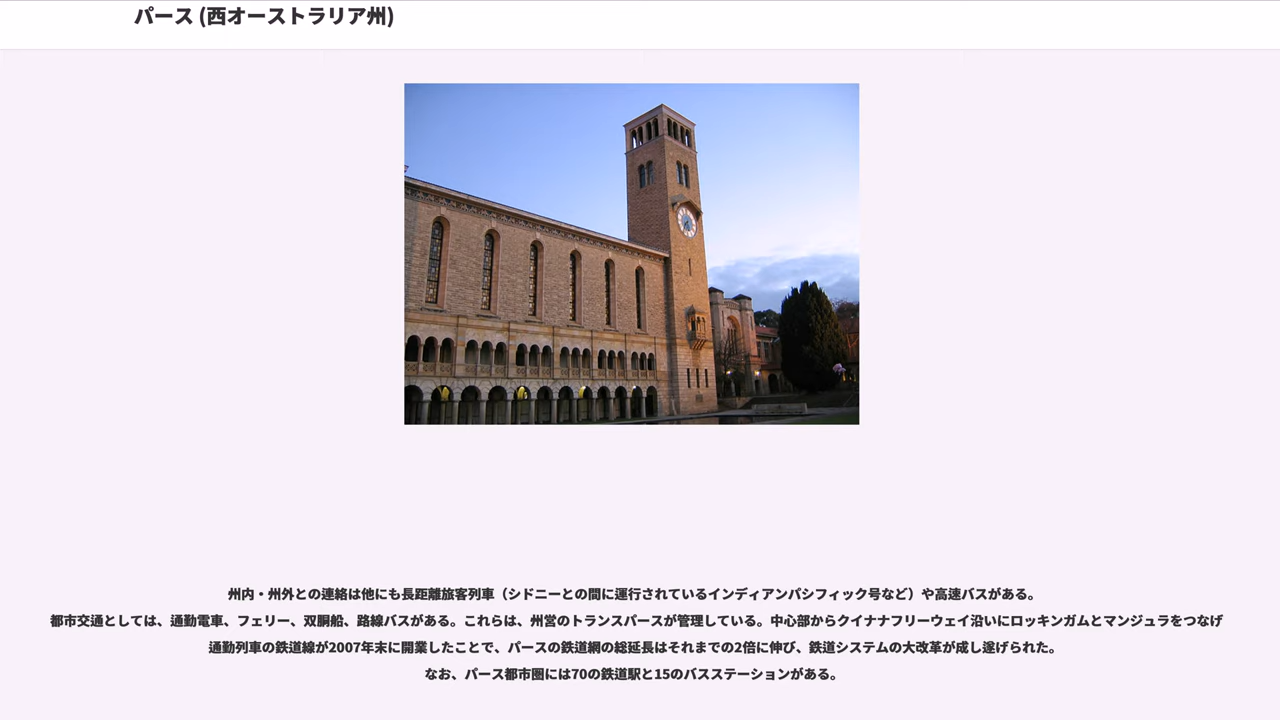 パース (西オーストラリア州)
州内・州外との連絡は他にも長距離旅客列車（シドニーとの間に運行されているインディアンパシフィック号など）や高速バスがある。
都市交通としては、通勤電車、フェリー、双胴船、路線バスがある。これらは、州営のトランスパースが管理している。中心部からクイナナフリーウェイ沿いにロッキンガムとマンジュラをつなげ
通勤列車の鉄道線が2007年末に開業したことで、パースの鉄道網の総延長はそれまでの2倍に伸び、鉄道システムの大改革が成し遂げられた。
なお、パース都市圏には70の鉄道駅と15のバスステーションがある。